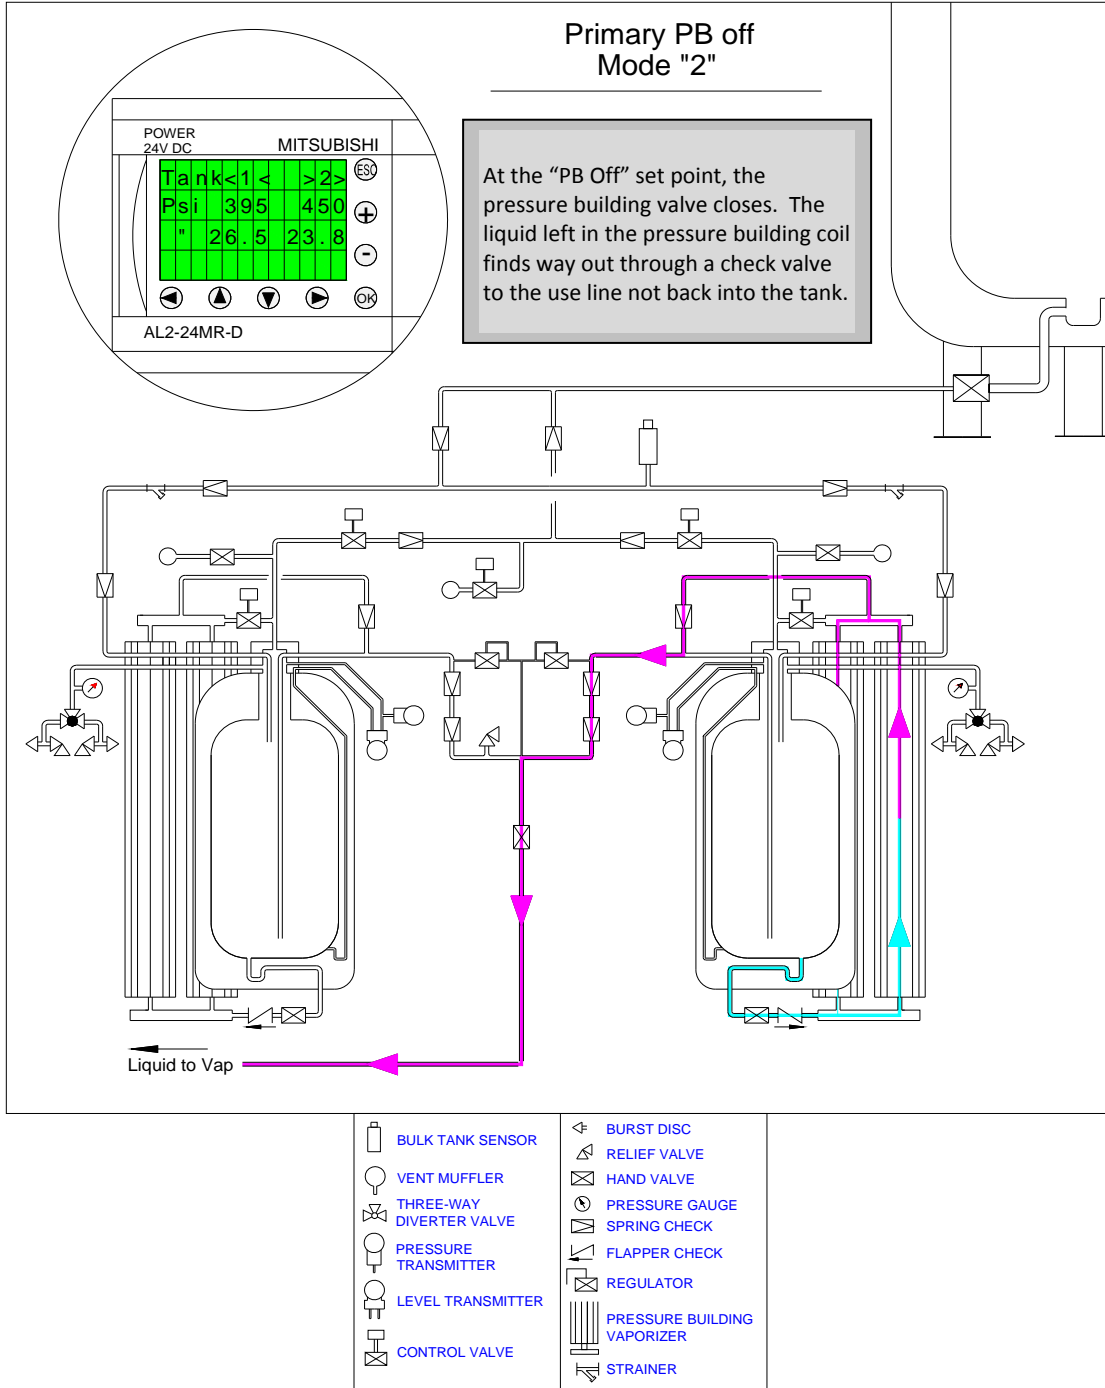 Primary PB off
Mode "2"
POWER
24V DC
MITSUBISHI
Tank<1< >2>
Psi 395 450
" 26.5 23.8
ESC
+
-
OK
AL2-24MR-D
At the “PB Off” set point, the
pressure building valve closes. The
liquid left in the pressure building coil
finds way out through a check valve
to the use line not back into the tank.
Liquid to Vap
BULK TANK SENSOR
VENT MUFFLER
THREE-WAY
DIVERTER VALVE
PRESSURE
TRANSMITTER
LEVEL TRANSMITTER
CONTROL VALVE
BURST DISC
RELIEF VALVE
HAND VALVE
PRESSURE GAUGE
SPRING CHECK
FLAPPER CHECK
REGULATOR
PRESSURE BUILDING
VAPORIZER
STRAINER